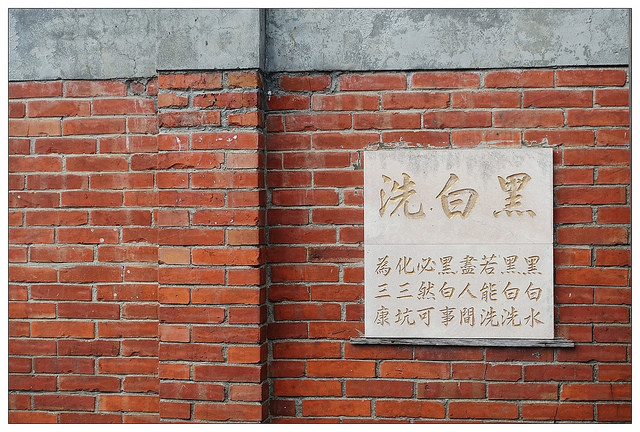 黑白洗
黑白水
黑白洗
若能洗
盡人間
黑白事
必然可
化三坑
為三康